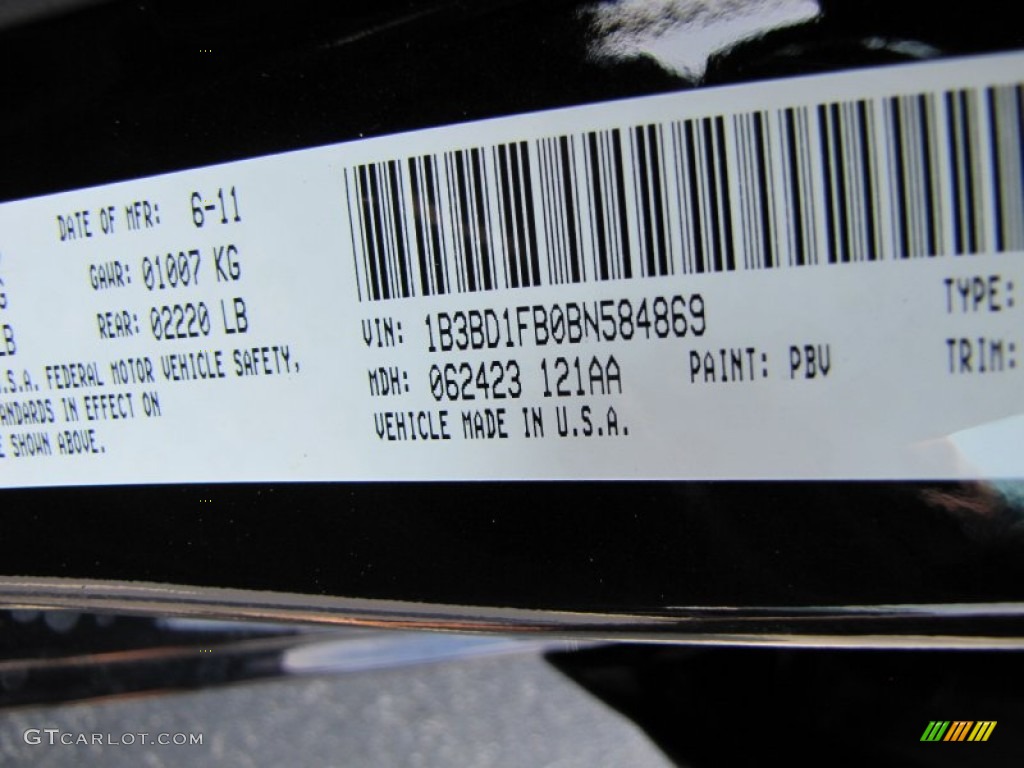 DATE OF MFR: 6-11
GAWR: 01007 KG
REAR: 02220 LB
LB
U.S.A. FEDERAL MOTOR VEHICLE SAFETY,
IN EFFECT ON
SHOWN ABOVE.
VIN: 1B3BD1FB0BN584869
MDH: 062423 121AA
VEHICLE MADE IN U.S.A.
PAINT: PBV
TYPE:
TRIM:
GTCARLOT.COM